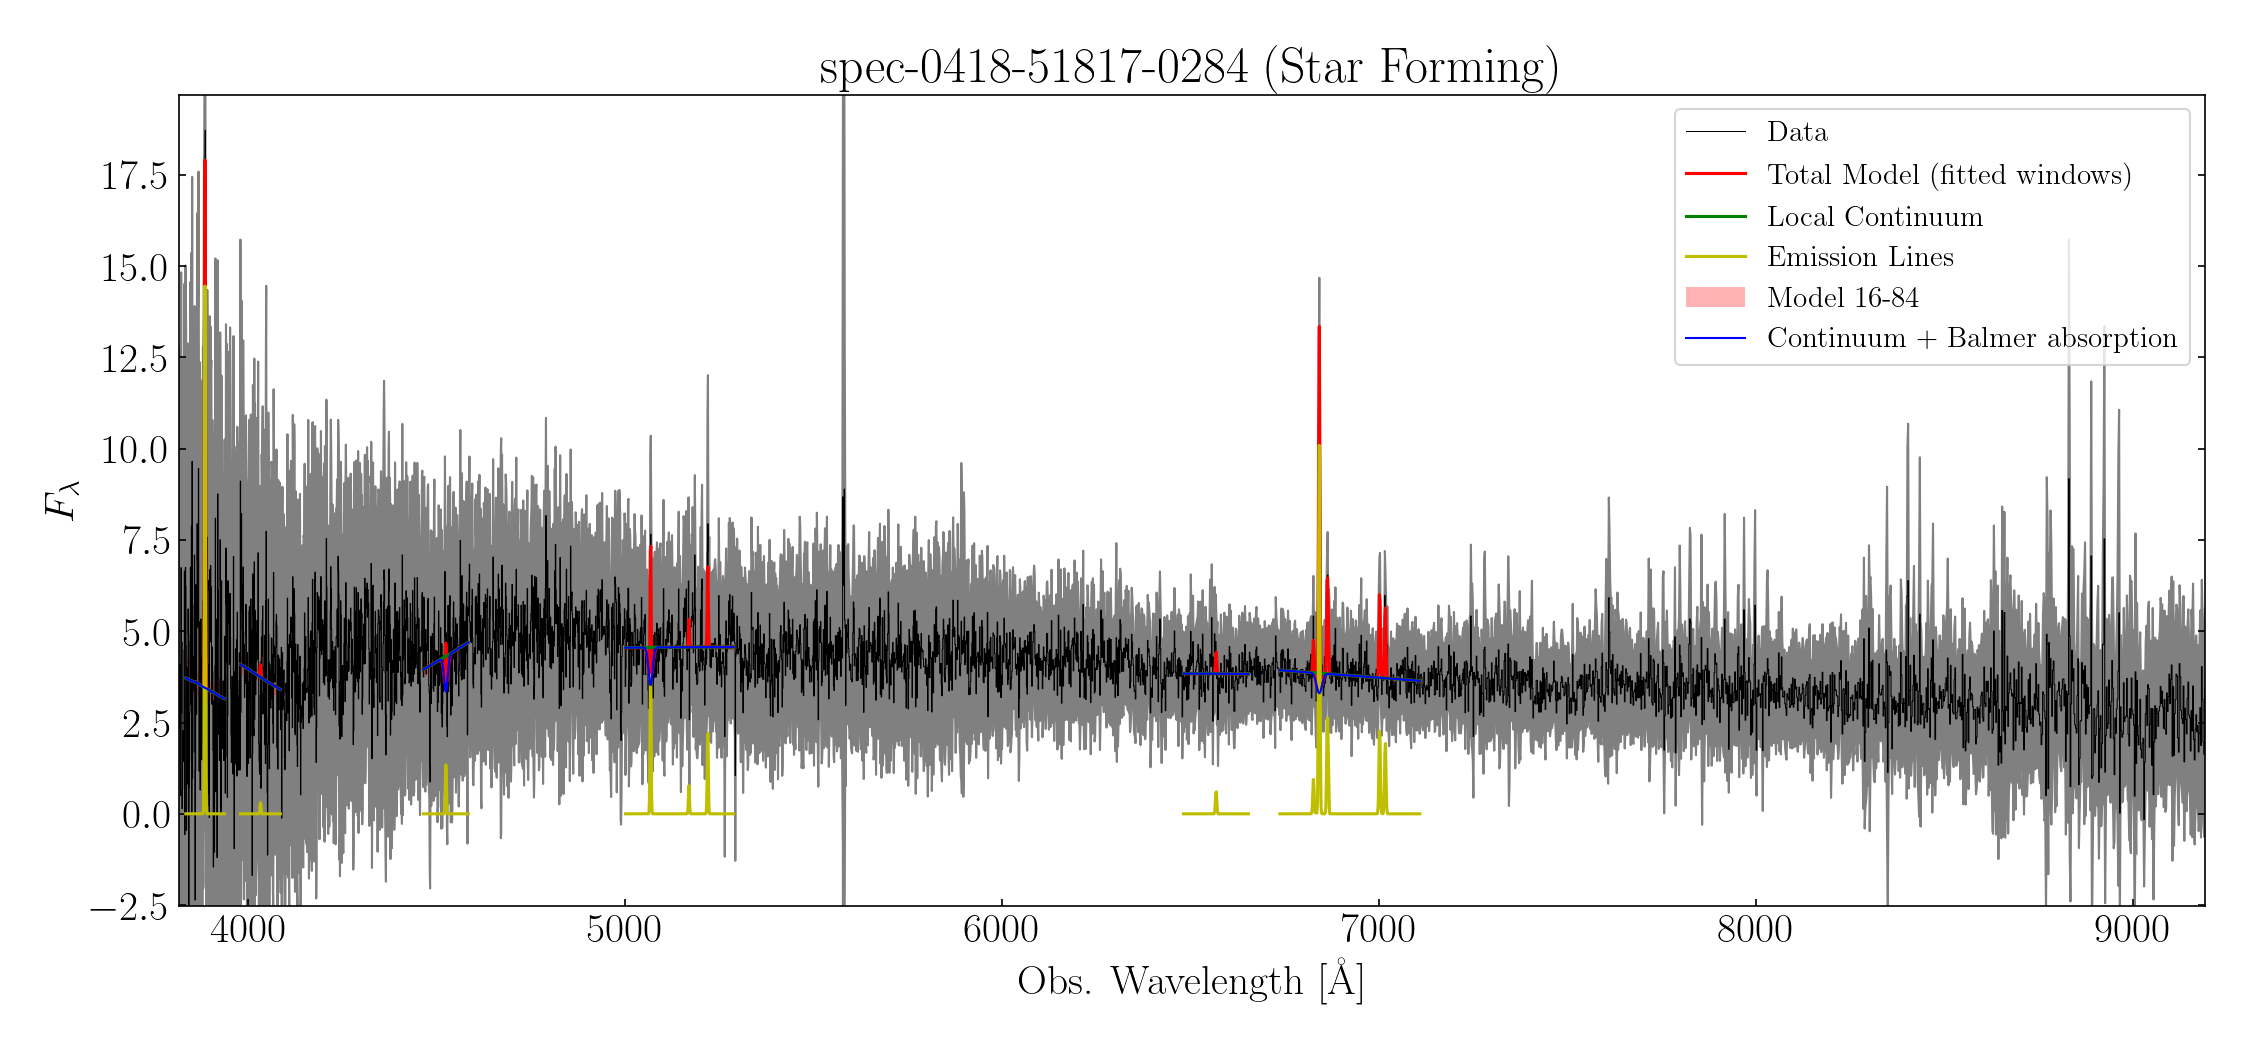 spec-0418-51817-0284 (Star Forming)
Data
Total Model (fitted windows)
Local Continuum
Emission Lines
Model 16-84
Continuum + Balmer absorption
17.5
15.0
12.5
10.0
7.5
5.0
2.5
0.0
−2.5
F_λ
4000 5000 6000 7000 8000 9000
Obs. Wavelength [Å]